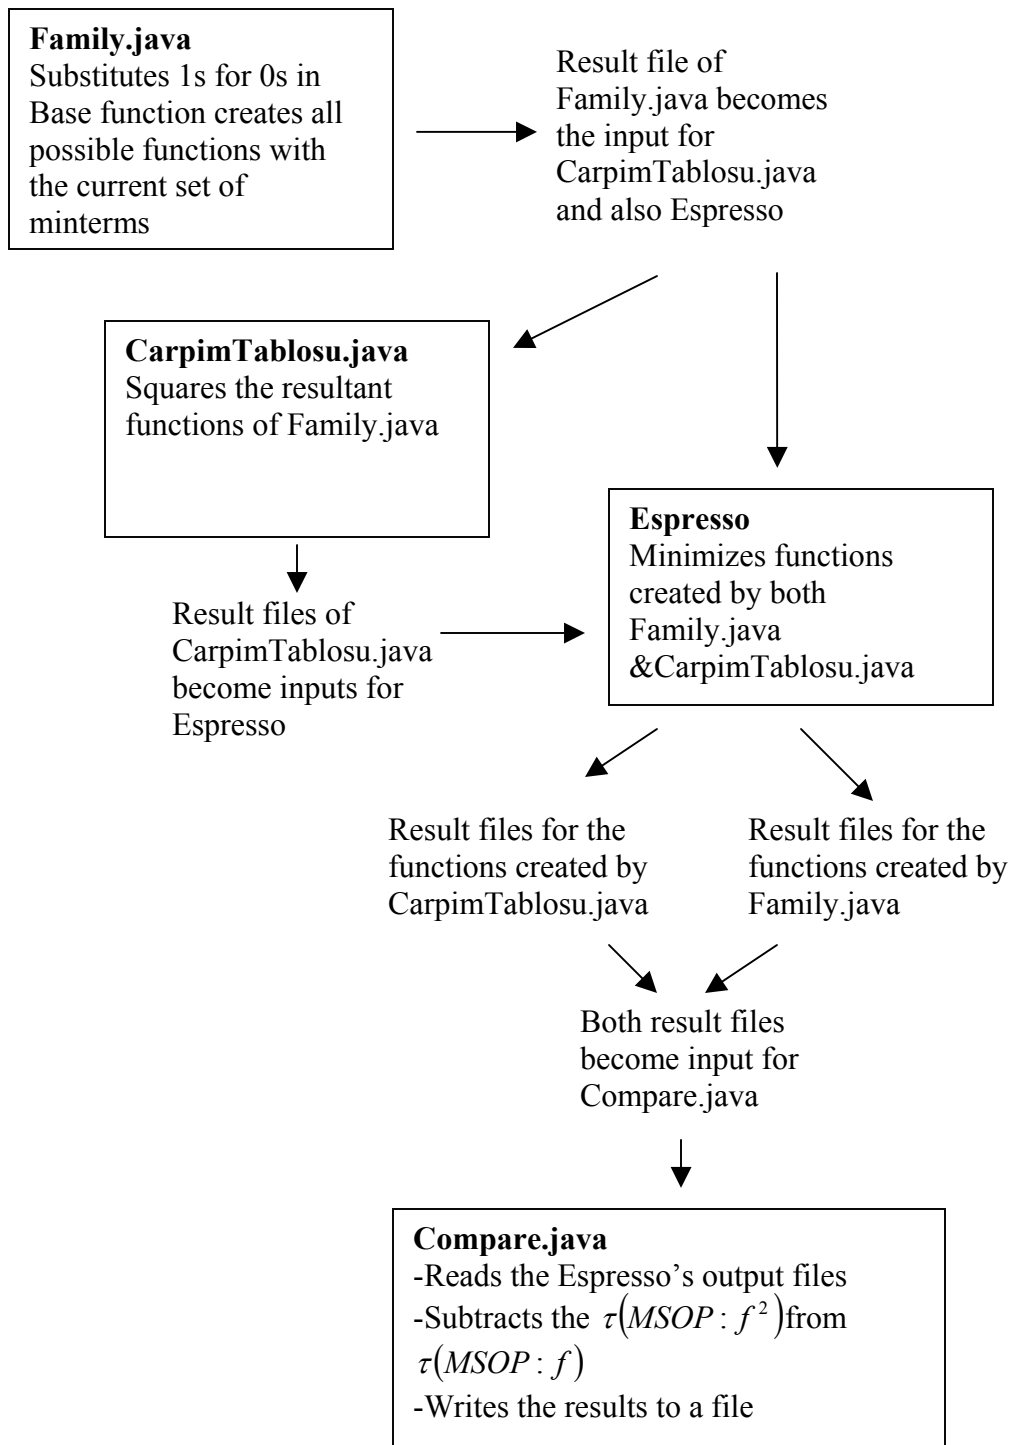 Family.java
Substitutes 1s for 0s in
Base function creates all
possible functions with
the current set of
minterms
Result file of
Family.java becomes
the input for
CarpimTablosu.java
and also Espresso
CarpimTablosu.java
Squares the resultant
functions of Family.java
Espresso
Minimizes functions
created by both
Family.java
&CarpimTablosu.java
Result files of
CarpimTablosu.java
become inputs for
Espresso
Result files for the
functions created by
CarpimTablosu.java
Result files for the
functions created by
Family.java
Both result files
become input for
Compare.java
Compare.java
-Reads the Espresso’s output files
-Subtracts the τ(MSOP : f²)from
τ(MSOP : f)
-Writes the results to a file